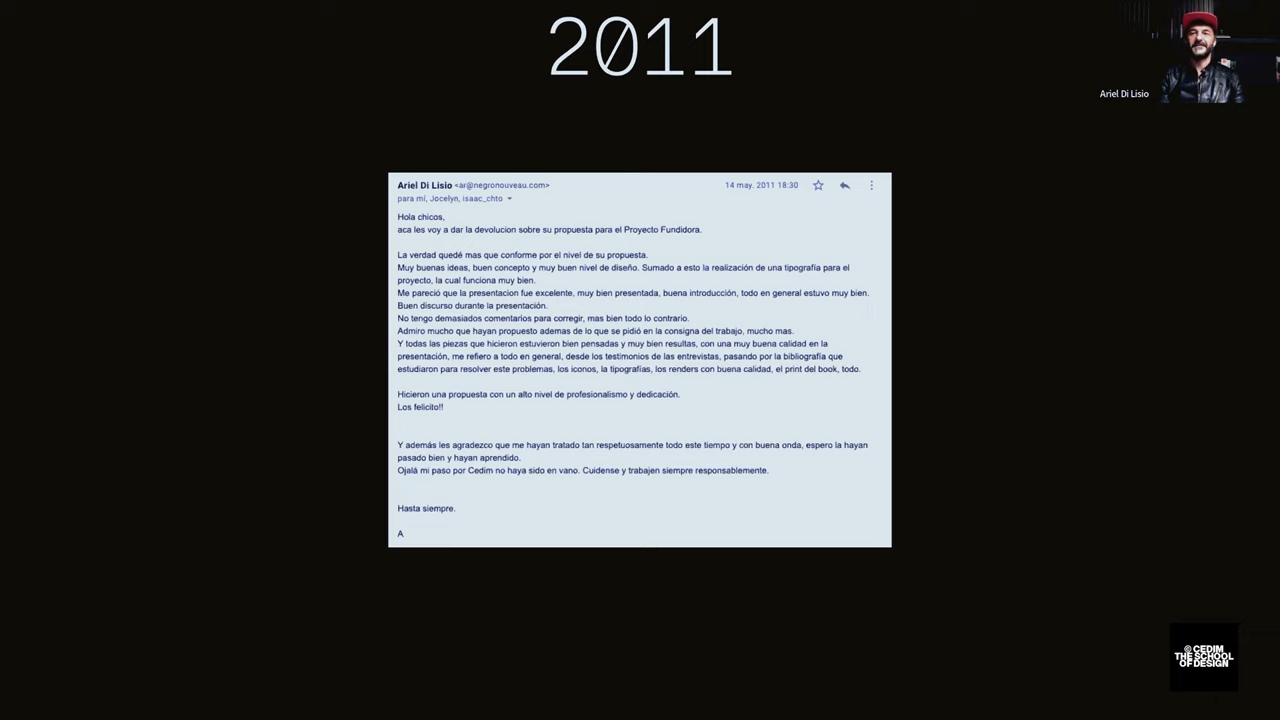 2011
Ariel Di Lisio
Ariel Di Lisio <ar@negronouveau.com>
14 may. 2011 18:30
para mí, Jocelyn, isaac_chto
Hola chicos,
aca les voy a dar la devolucion sobre su propuesta para el Proyecto Fundidora.
La verdad quedé mas que conforme por el nivel de su propuesta.
Muy buenas ideas, buen concepto y muy buen nivel de diseño. Sumado a esto la realización de una tipografía para el
proyecto, la cual funciona muy bien.
Me pareció que la presentacion fue excelente, muy bien presentada, buena introducción, todo en general estuvo muy bien.
Buen discurso durante la presentación.
No tengo demasiados comentarios para corregir, mas bien todo lo contrario.
Admiro mucho que hayan propuesto ademas de lo que se pidió en la consigna del trabajo, mucho mas.
Y todas las piezas que hicieron estuvieron bien pensadas y muy bien resultas, con una muy buena calidad en la
presentación, me refiero a todo en general, desde los testimonios de las entrevistas, pasando por la bibliografía que
estudiaron para resolver este problemas, los iconos, la tipografías, los renders con buena calidad, el print del book, todo.
Hicieron una propuesta con un alto nivel de profesionalismo y dedicación.
Los felicito!!
Y además les agradezco que me hayan tratado tan respetuosamente todo este tiempo y con buena onda, espero la hayan
pasado bien y hayan aprendido.
Ojalá mi paso por Cedim no haya sido en vano. Cuidense y trabajen siempre responsablemente.
Hasta siempre.
A
@ CEDIM
THE SCHOOL
OF DESIGN